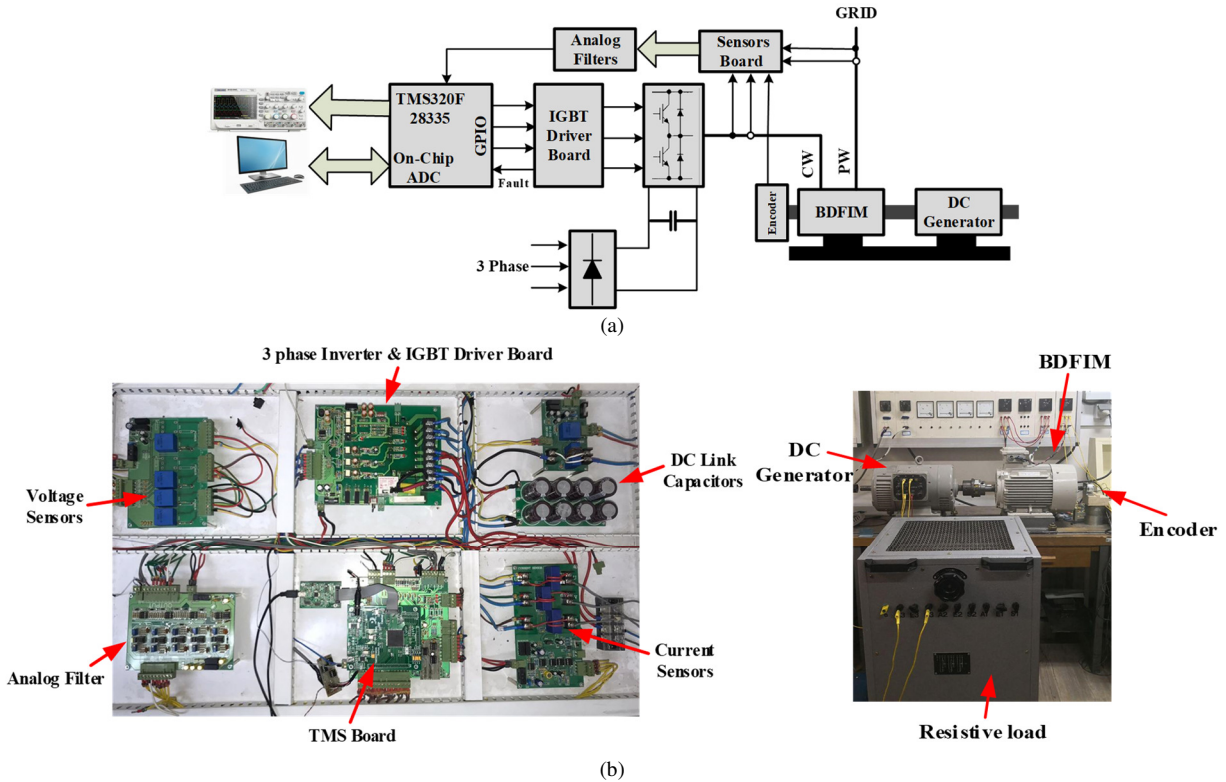 GRID
Analog
Filters
Sensors
Board
TMS320F
28335
On-Chip
ADC
GPIO
Fault
IGBT
Driver
Board
CW
PW
Encoder
BDFIM
DC
Generator
3 Phase
(a)
3 phase Inverter & IGBT Driver Board
Voltage
Sensors
Analog Filter
TMS Board
DC Link
Capacitors
Current
Sensors
BDFIM
DC
Generator
Encoder
Resistive load
(b)